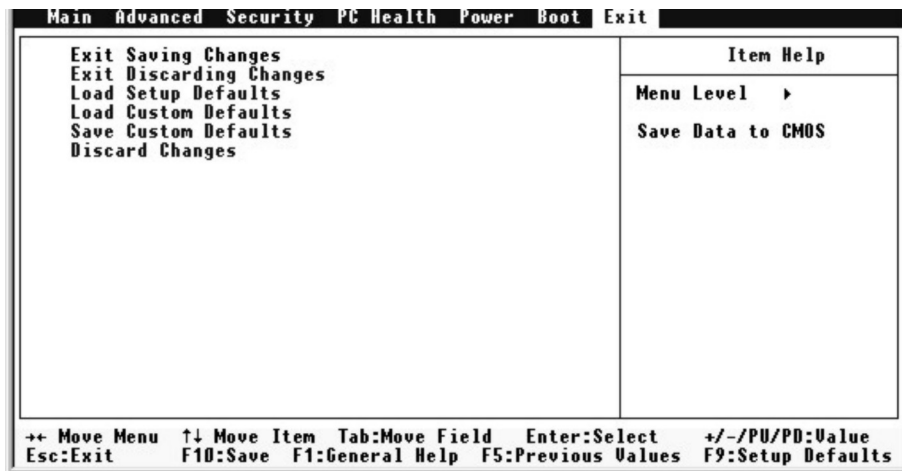 Main Advanced Security PC Health Power Boot Exit
Exit Saving Changes
Exit Discarding Changes
Load Setup Defaults
Load Custom Defaults
Save Custom Defaults
Discard Changes
Item Help
Menu Level ▸
Save Data to CMOS
→← Move Menu ↑↓ Move Item Tab:Move Field Enter:Select +/-/PU/PD:Value
Esc:Exit F10:Save F1:General Help F5:Previous Values F9:Setup Defaults